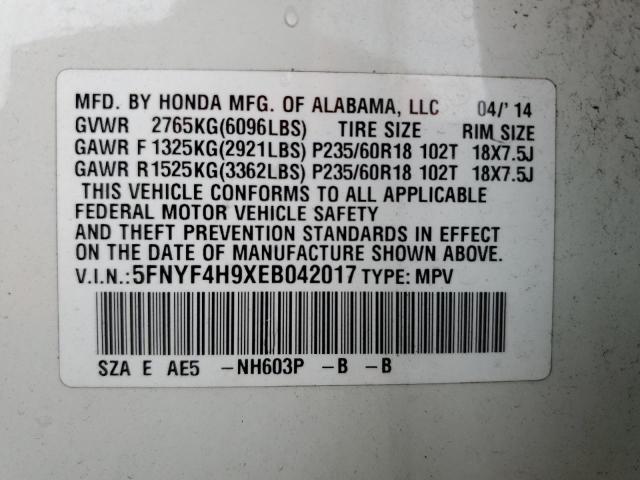 MFD. BY HONDA MFG. OF ALABAMA, LLC 04/' 14
GVWR 2765KG(6096LBS) TIRE SIZE RIM SIZE
GAWR F 1325KG(2921LBS) P235/60R18 102T 18X7.5J
GAWR R 1525KG(3362LBS) P235/60R18 102T 18X7.5J
THIS VEHICLE CONFORMS TO ALL APPLICABLE
FEDERAL MOTOR VEHICLE SAFETY
AND THEFT PREVENTION STANDARDS IN EFFECT
ON THE DATE OF MANUFACTURE SHOWN ABOVE.
V.I.N.:5FNYF4H9XEB042017 TYPE: MPV
SZA E AE5 –NH603P –B –B